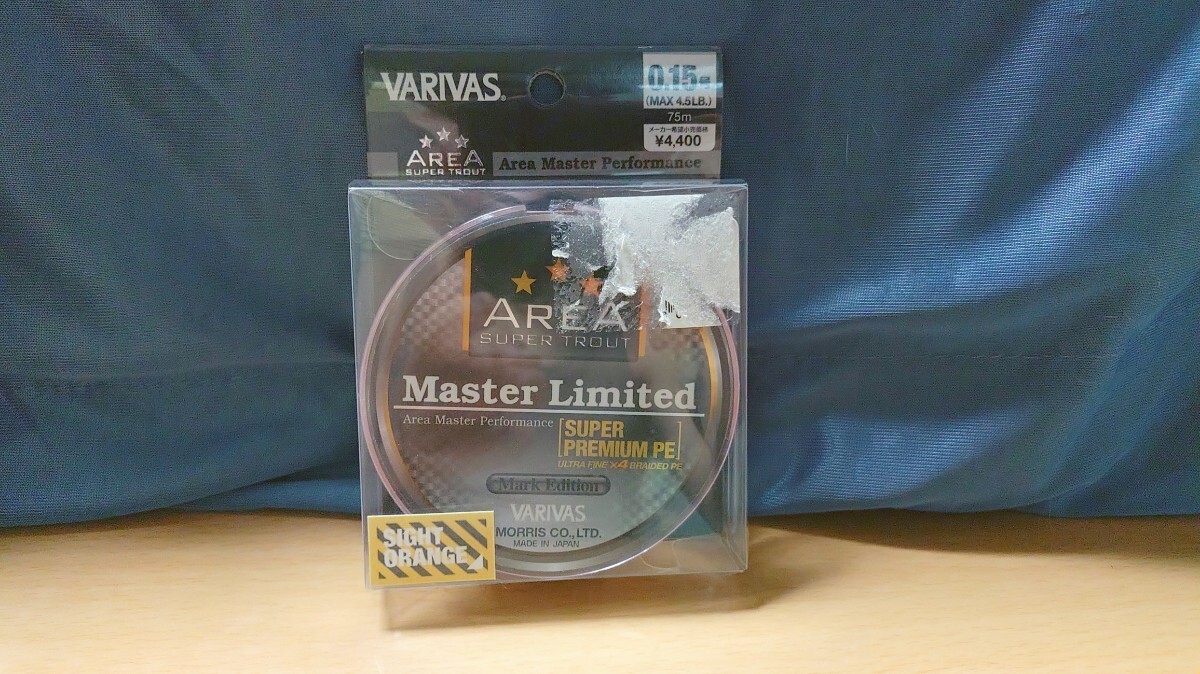 VARIVAS®
0.15号
(MAX 4.5LB.)
75m
メーカー希望小売価格
¥4,400
AREA
SUPER TROUT
Area Master Performance
AREA
SUPER TROUT
Master Limited
Area Master Performance
SUPER
PREMIUM PE
ULTRA FINE ×4 BRAIDED PE
Mark Edition
VARIVAS
MORRIS CO.,LTD.
MADE IN JAPAN
SIGHT
ORANGE